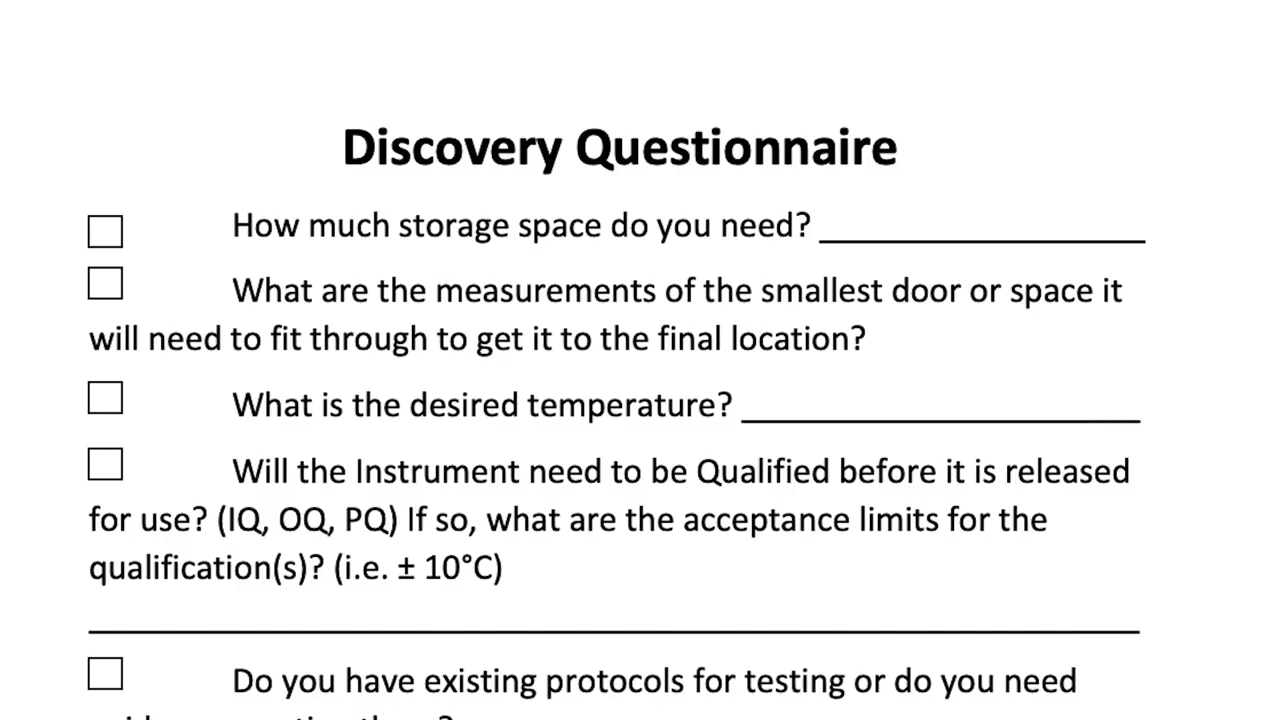 Discovery Questionnaire
How much storage space do you need? __________________
What are the measurements of the smallest door or space it
will need to fit through to get it to the final location?
What is the desired temperature? ______________________
Will the Instrument need to be Qualified before it is released
for use? (IQ, OQ, PQ) If so, what are the acceptance limits for the
qualification(s)? (i.e. ± 10°C)
Do you have existing protocols for testing or do you need